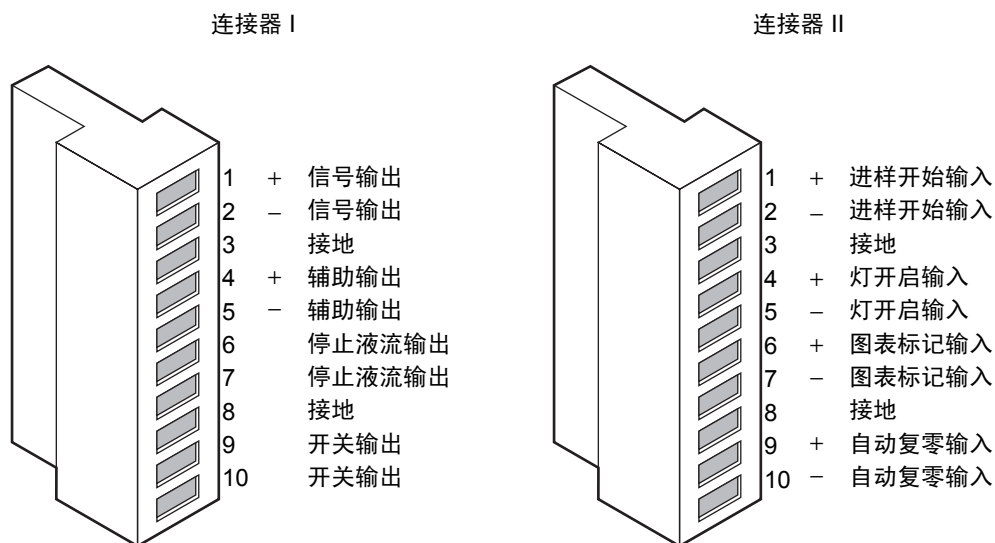 连接器 I
1 + 信号输出
2 – 信号输出
3 接地
4 + 辅助输出
5 – 辅助输出
6 停止液流输出
7 停止液流输出
8 接地
9 开关输出
10 开关输出
连接器 II
1 + 进样开始输入
2 – 进样开始输入
3 接地
4 + 灯开启输入
5 – 灯开启输入
6 + 图表标记输入
7 – 图表标记输入
8 接地
9 + 自动复零输入
10 – 自动复零输入